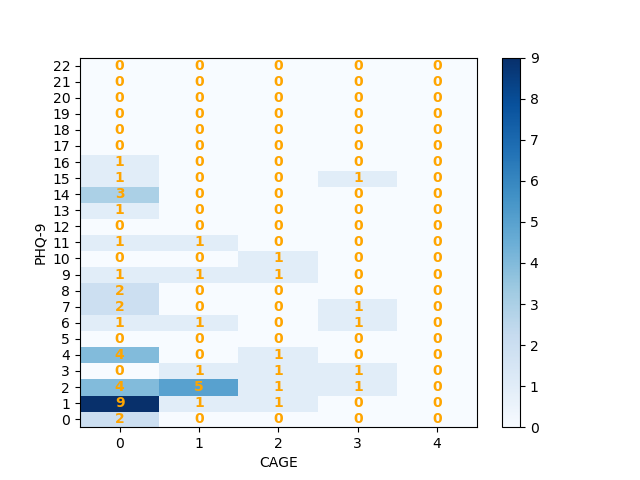 22 0 0 0 0 0 9
21 0 0 0 0 0
20 0 0 0 0 0 8
19 0 0 0 0 0
18 0 0 0 0 0 7
17 0 0 0 0 0
16 1 0 0 0 0 6
15 1 0 0 1 0
14 3 0 0 0 0
13 1 0 0 0 0 5
12 0 0 0 0 0
11 1 1 0 0 0
10 0 0 1 0 0 4
9 1 1 1 0 0
8 2 0 0 0 0 3
7 2 0 0 1 0
6 1 1 0 1 0
5 0 0 0 0 0 2
4 4 0 1 0 0
3 0 1 1 1 0
2 4 5 1 1 0 1
1 9 1 1 0 0
0 2 0 0 0 0 0
0 1 2 3 4
CAGE
PHQ-9